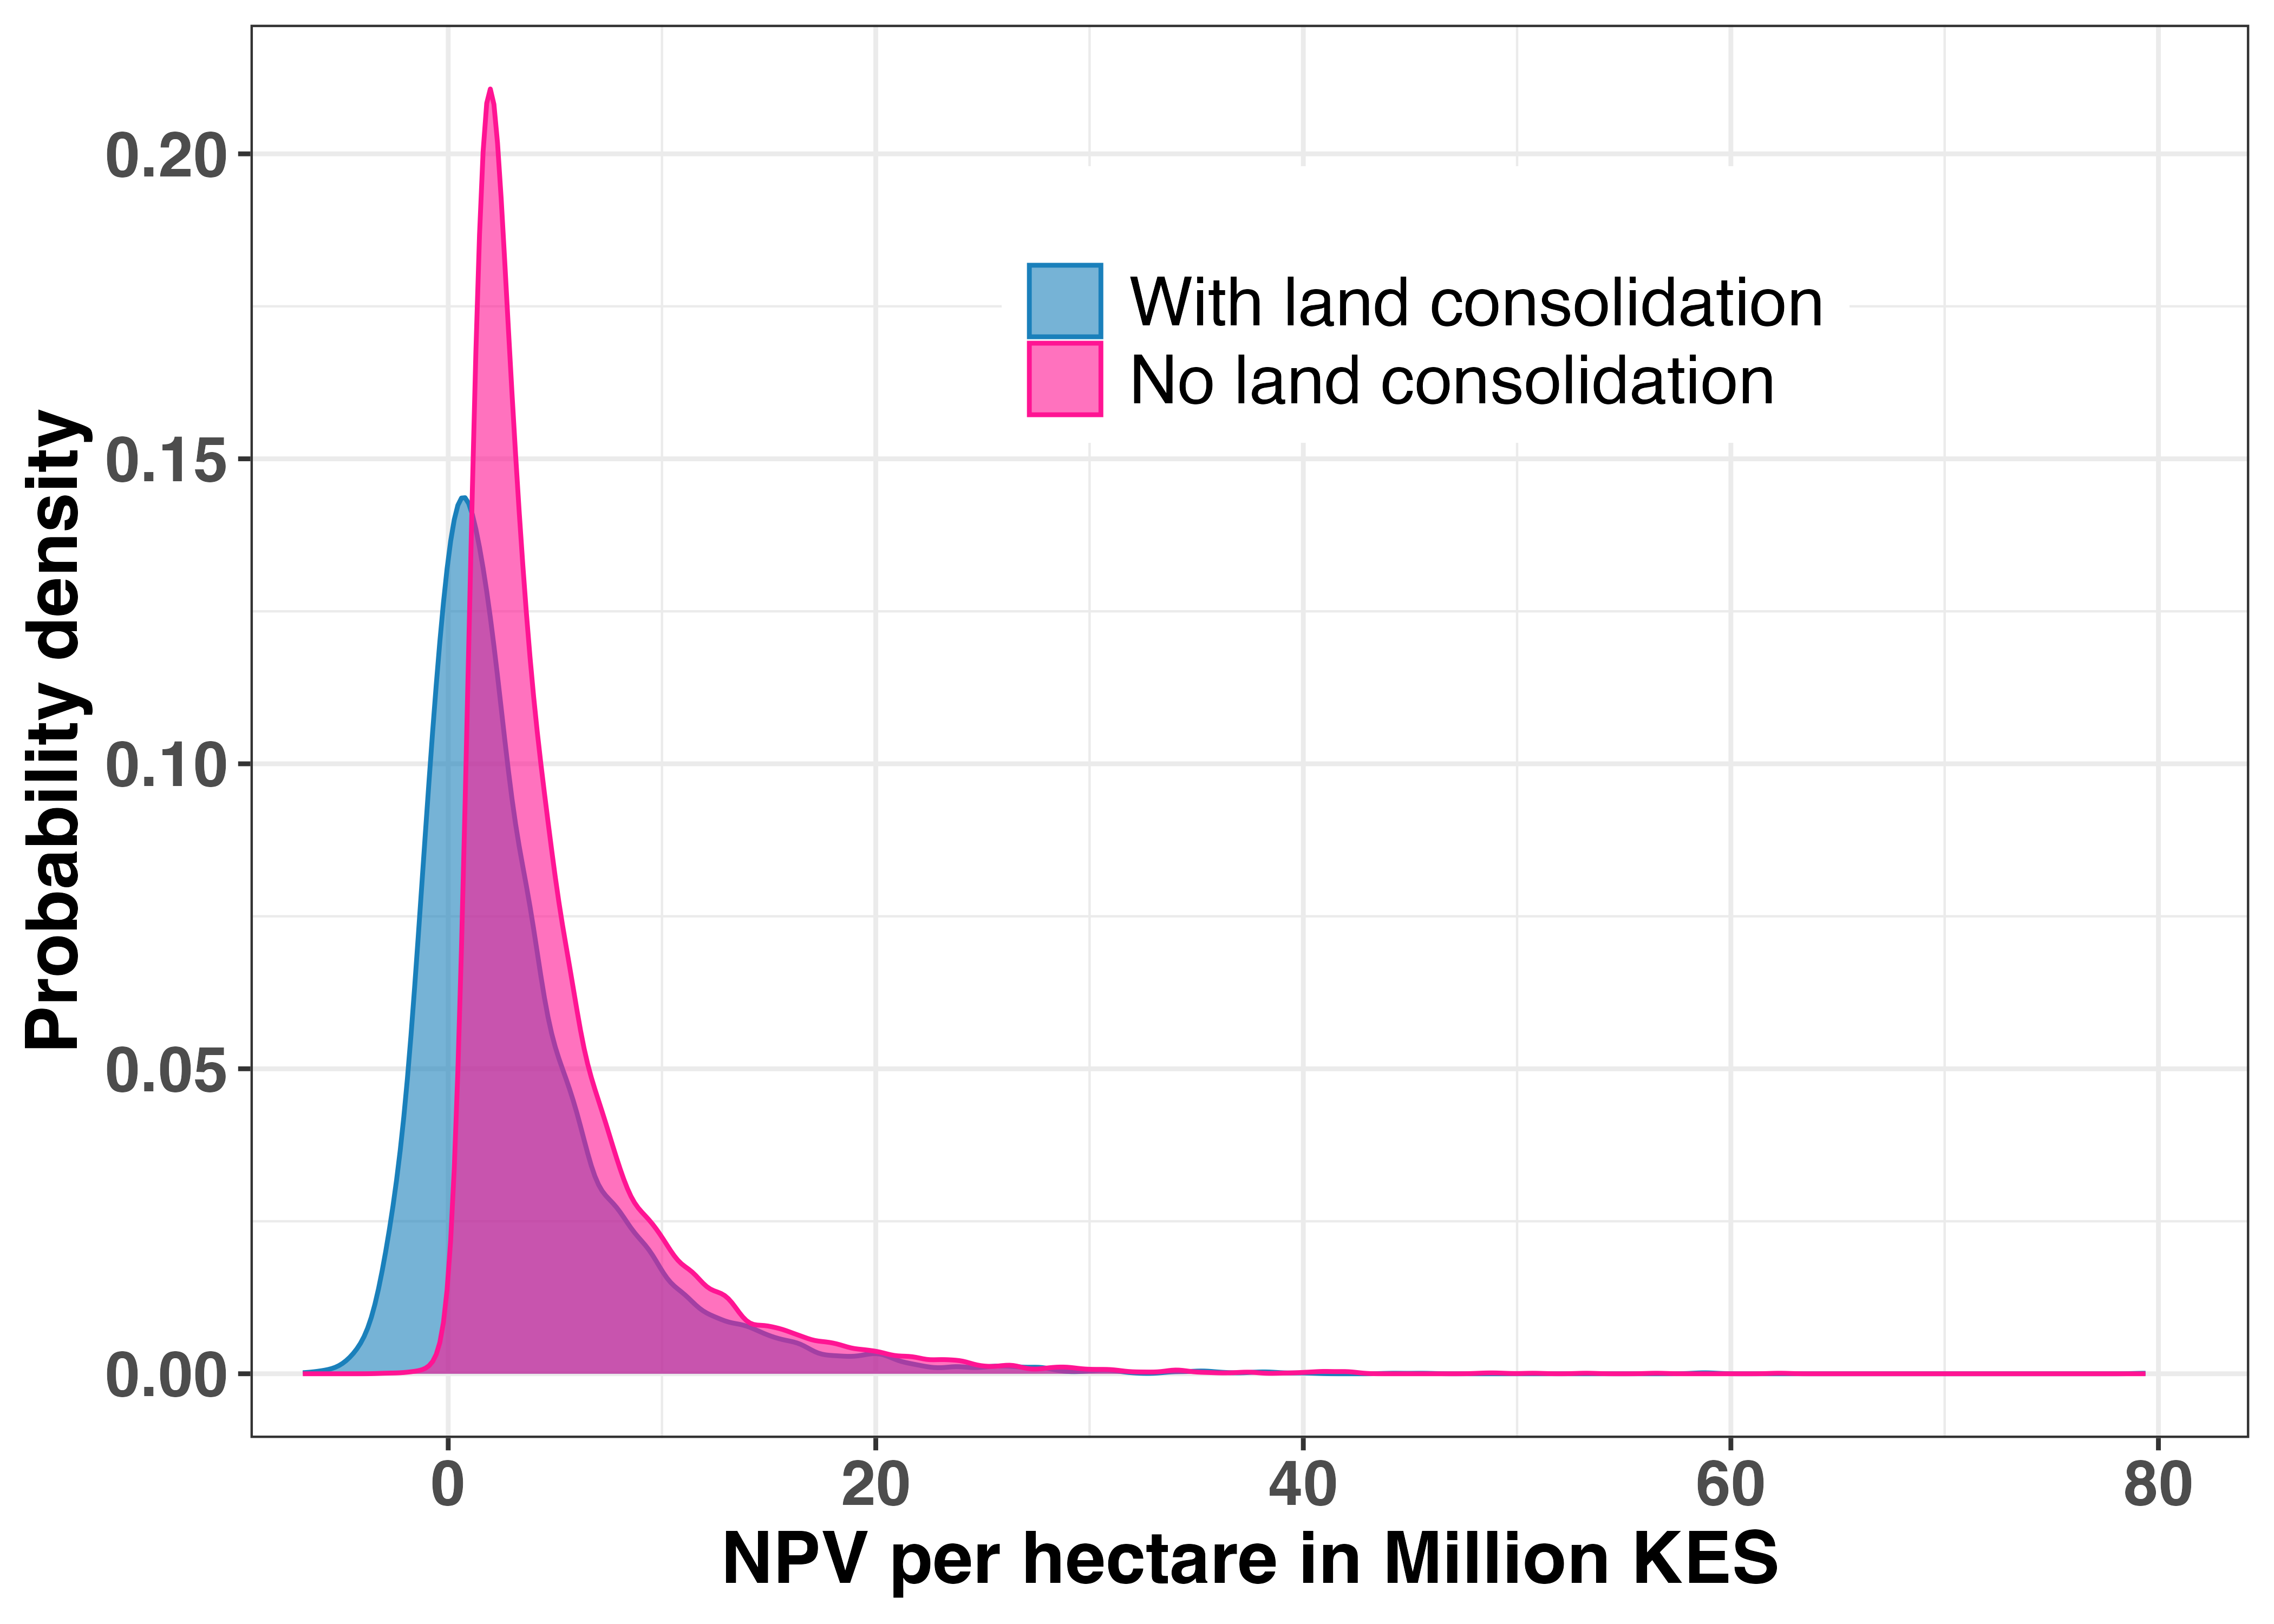 Probability density
0.20
0.15
0.10
0.05
0.00
With land consolidation
No land consolidation
0 20 40 60 80
NPV per hectare in Million KES